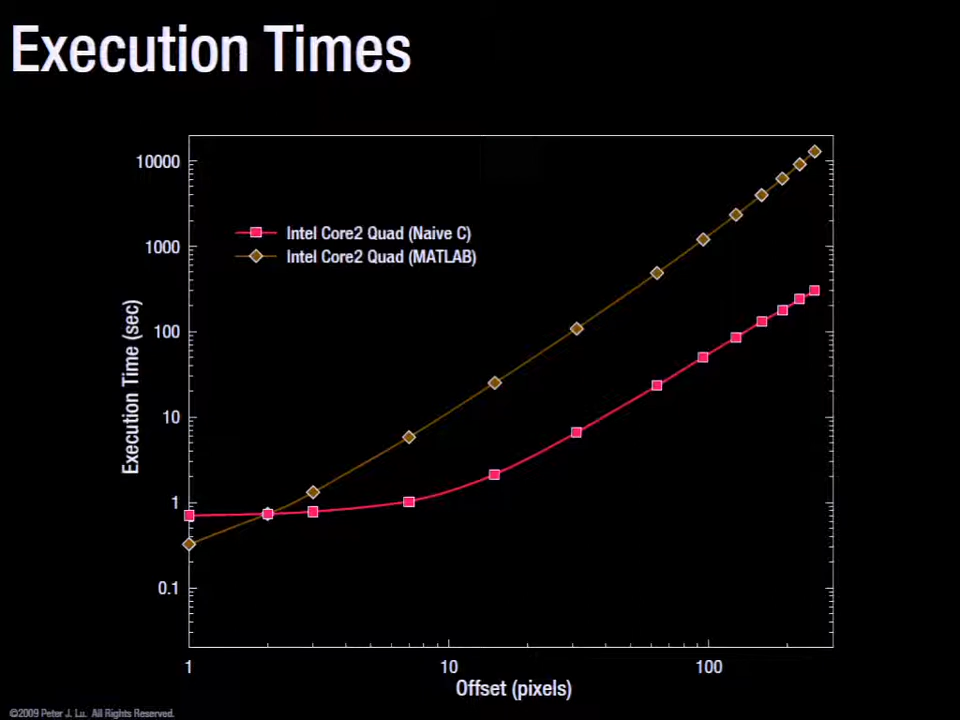 Execution Times
10000
1000
100
10
1
0.1
Execution Time (sec)
Intel Core2 Quad (Naive C)
Intel Core2 Quad (MATLAB)
1
10
100
Offset (pixels)
©2009 Peter J. Lu. All Rights Reserved.